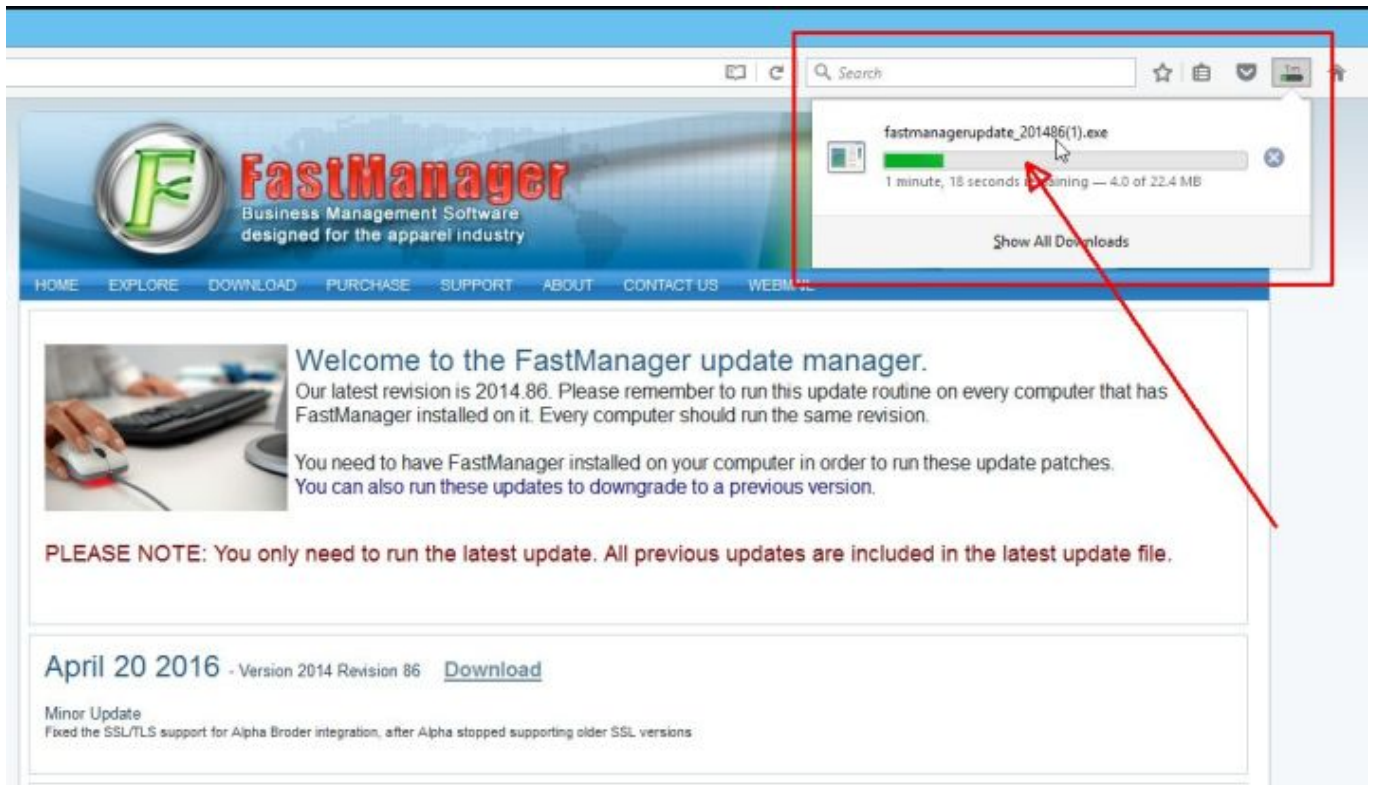 Search
fastmanagerupdate_201486(1).exe
1 minute, 18 seconds remaining — 4.0 of 22.4 MB
Show All Downloads
FastManager
Business Management Software
designed for the apparel industry
HOME EXPLORE DOWNLOAD PURCHASE SUPPORT ABOUT CONTACT US WEBMAIL
Welcome to the FastManager update manager.
Our latest revision is 2014.86. Please remember to run this update routine on every computer that has
FastManager installed on it. Every computer should run the same revision.
You need to have FastManager installed on your computer in order to run these update patches.
You can also run these updates to downgrade to a previous version.
PLEASE NOTE: You only need to run the latest update. All previous updates are included in the latest update file.
April 20 2016 - Version 2014 Revision 86 Download
Minor Update
Fixed the SSL/TLS support for Alpha Broder integration, after Alpha stopped supporting older SSL versions